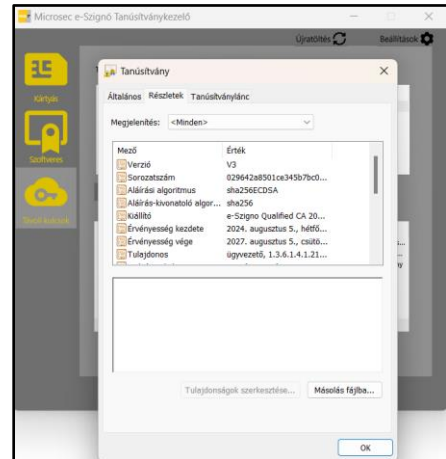 Microsec e-Szignó Tanúsítványkezelő
Újratöltés
Beállítások
Kártyás
Szoftveres
Távoli kulcsok
Tanúsítvány
Általános Részletek Tanúsítványlánc
Megjelenítés: <Minden>
Mező Érték
Verzió V3
Sorozatszám 029642a8501ce345b7bc0...
Aláírási algoritmus sha256ECDSA
Aláírás-kivonatoló algor... sha256
Kiállító e-Szigno Qualified CA 20...
Érvényesség kezdete 2024. augusztus 5., hétfő...
Érvényesség vége 2027. augusztus 5., csütö...
Tulajdonos ügyvezető, 1.3.6.1.4.1.21...
Tulajdonságok szerkesztése... Másolás fájlba...
OK